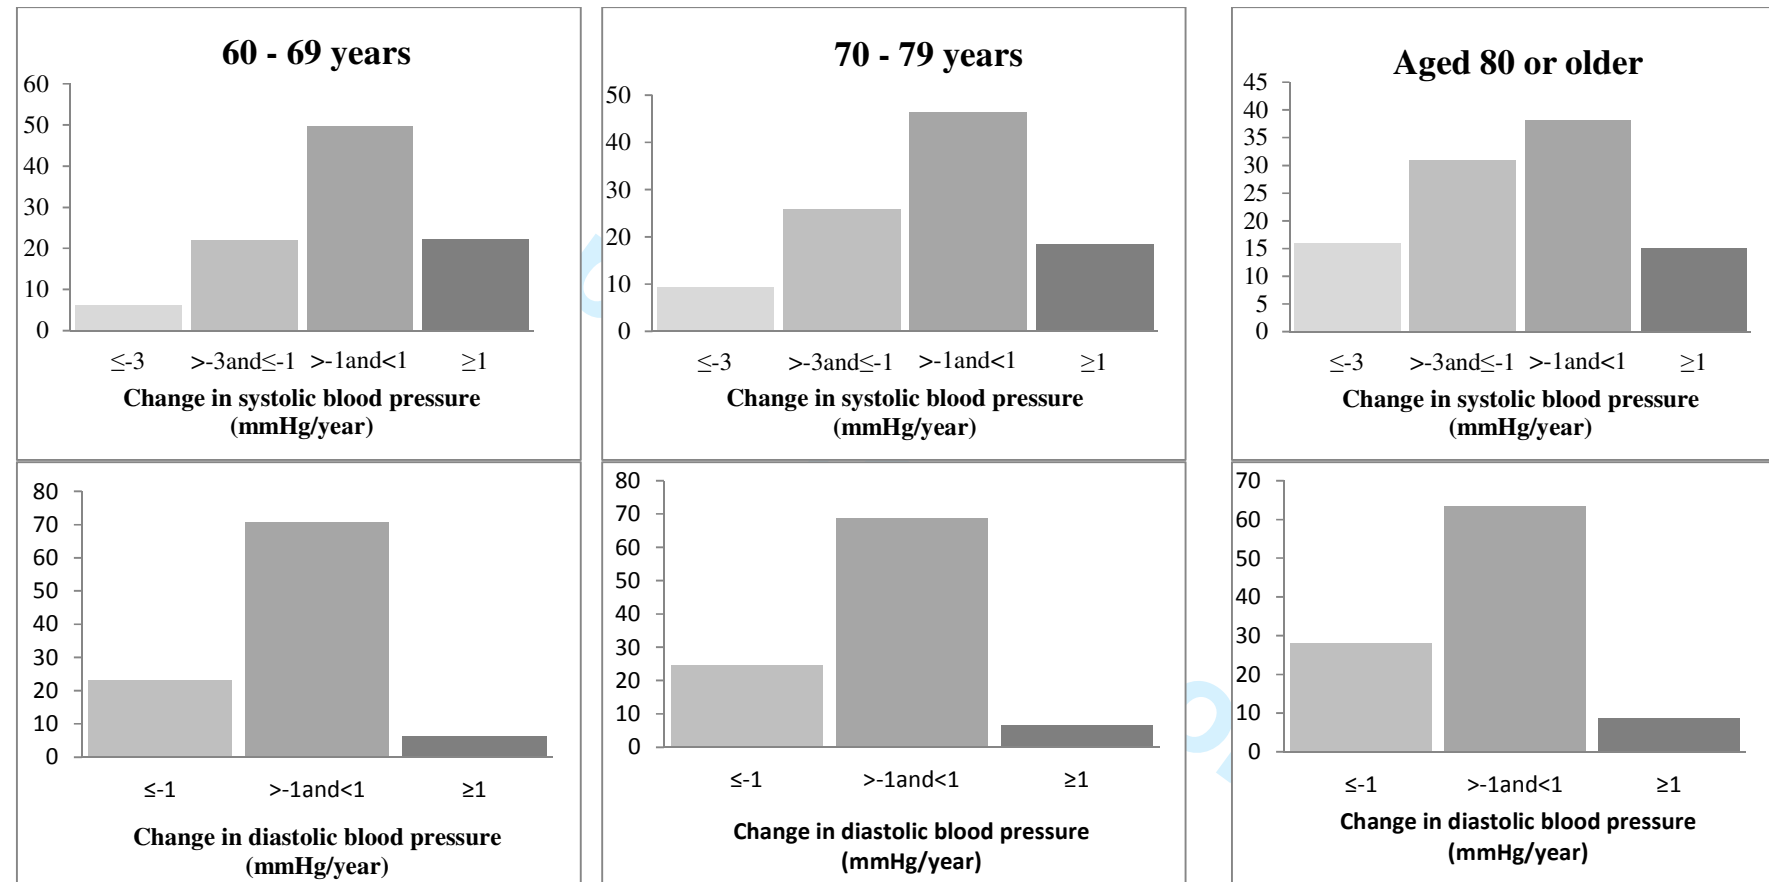 60 - 69 years
60
50
40
30
20
10
0
≤-3 >-3and≤-1 >-1and<1 ≥1
Change in systolic blood pressure
(mmHg/year)
70 - 79 years
50
40
30
20
10
0
≤-3 >-3and≤-1 >-1and<1 ≥1
Change in systolic blood pressure
(mmHg/year)
Aged 80 or older
45
40
35
30
25
20
15
10
5
0
≤-3 >-3and≤-1 >-1and<1 ≥1
Change in systolic blood pressure
(mmHg/year)
80
70
60
50
40
30
20
10
0
≤-1 >-1and<1 ≥1
Change in diastolic blood pressure
(mmHg/year)
80
70
60
50
40
30
20
10
0
≤-1 >-1and<1 ≥1
Change in diastolic blood pressure
(mmHg/year)
70
60
50
40
30
20
10
0
≤-1 >-1and<1 ≥1
Change in diastolic blood pressure
(mmHg/year)